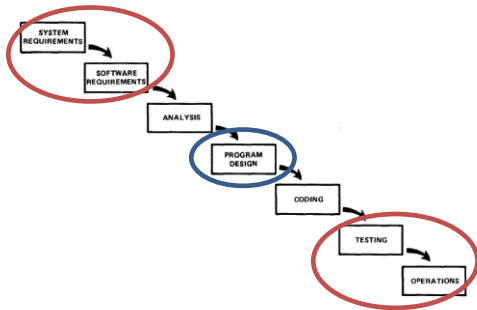 SYSTEM
REQUIREMENTS
SOFTWARE
REQUIREMENTS
ANALYSIS
PROGRAM
DESIGN
CODING
TESTING
OPERATIONS